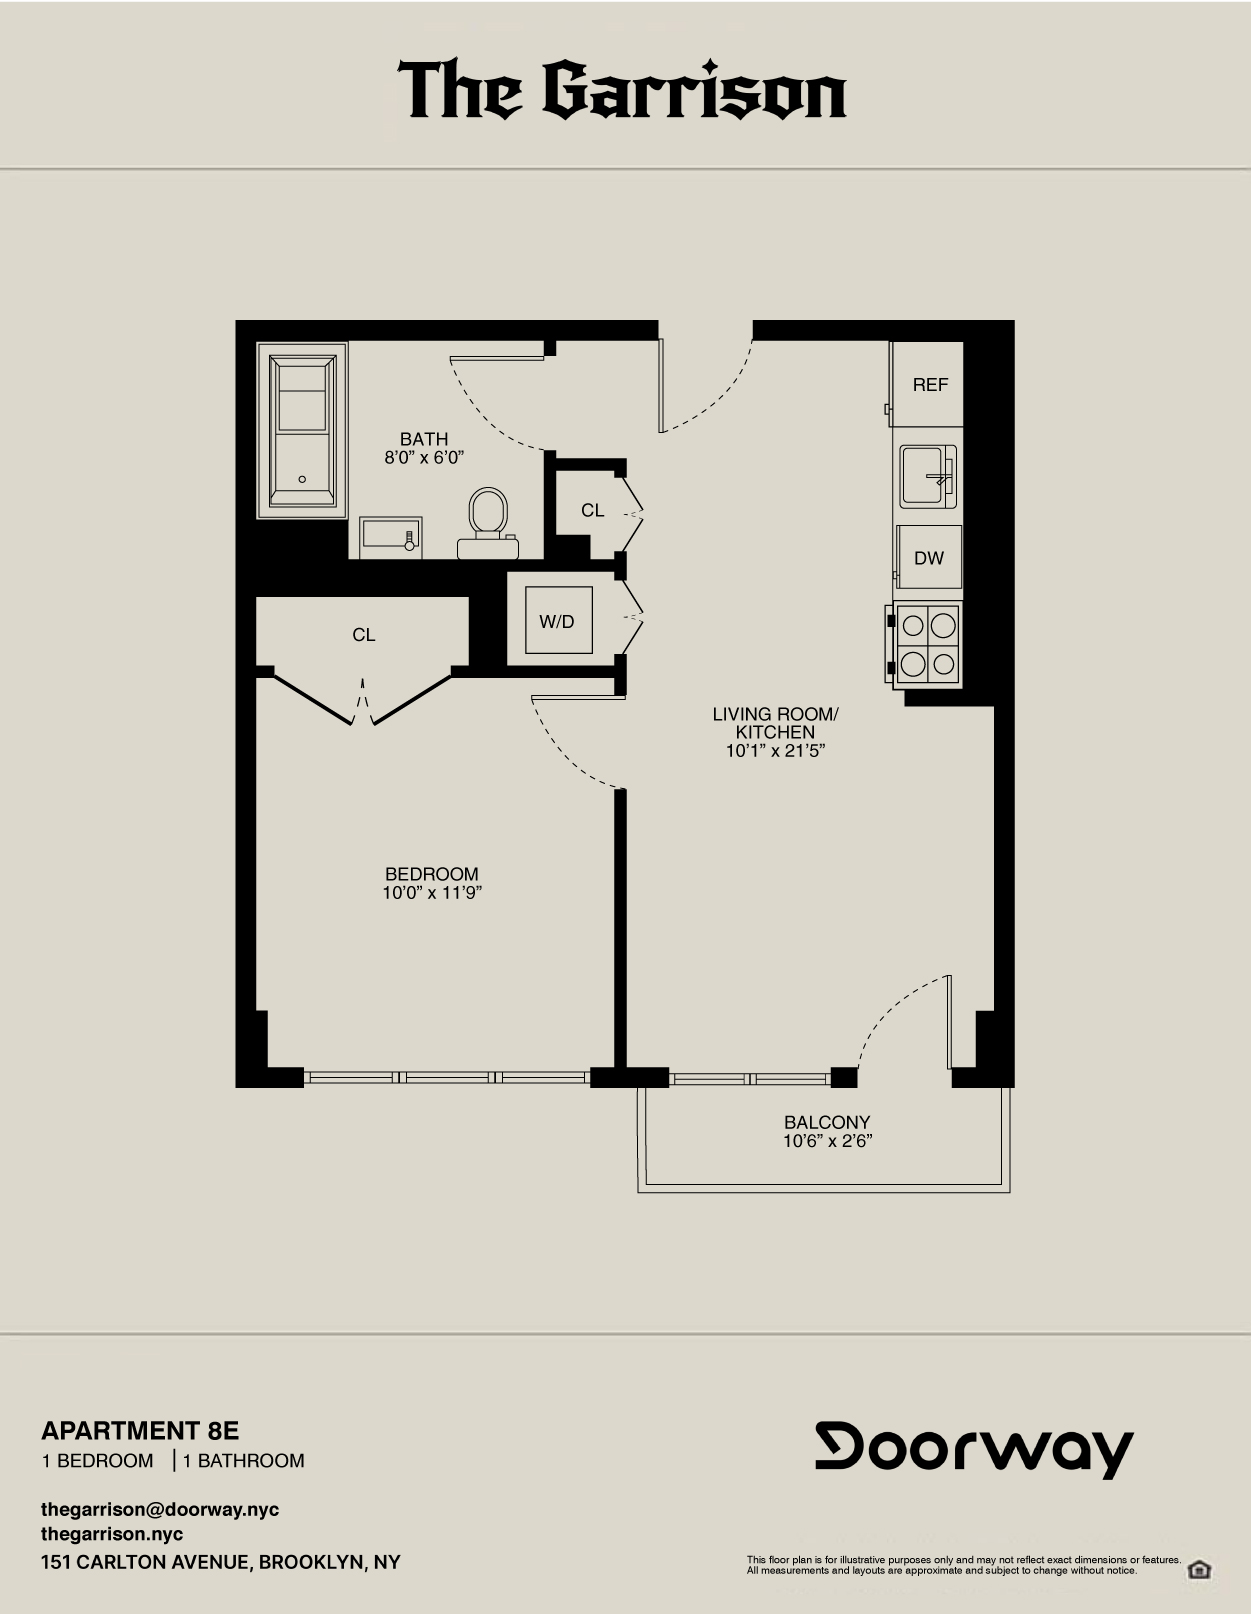 The Garrison
REF
BATH
8’0” x 6’0”
CL
DW
W/D
CL
LIVING ROOM/
KITCHEN
10’1” x 21’5”
BEDROOM
10’0” x 11’9”
BALCONY
10’6” x 2’6”
APARTMENT 8E
1 BEDROOM | 1 BATHROOM
Doorway
thegarrison@doorway.nyc
thegarrison.nyc
151 CARLTON AVENUE, BROOKLYN, NY
This floor plan is for illustrative purposes only and may not reflect exact dimensions or features.
All measurements and layouts are approximate and subject to change without notice.